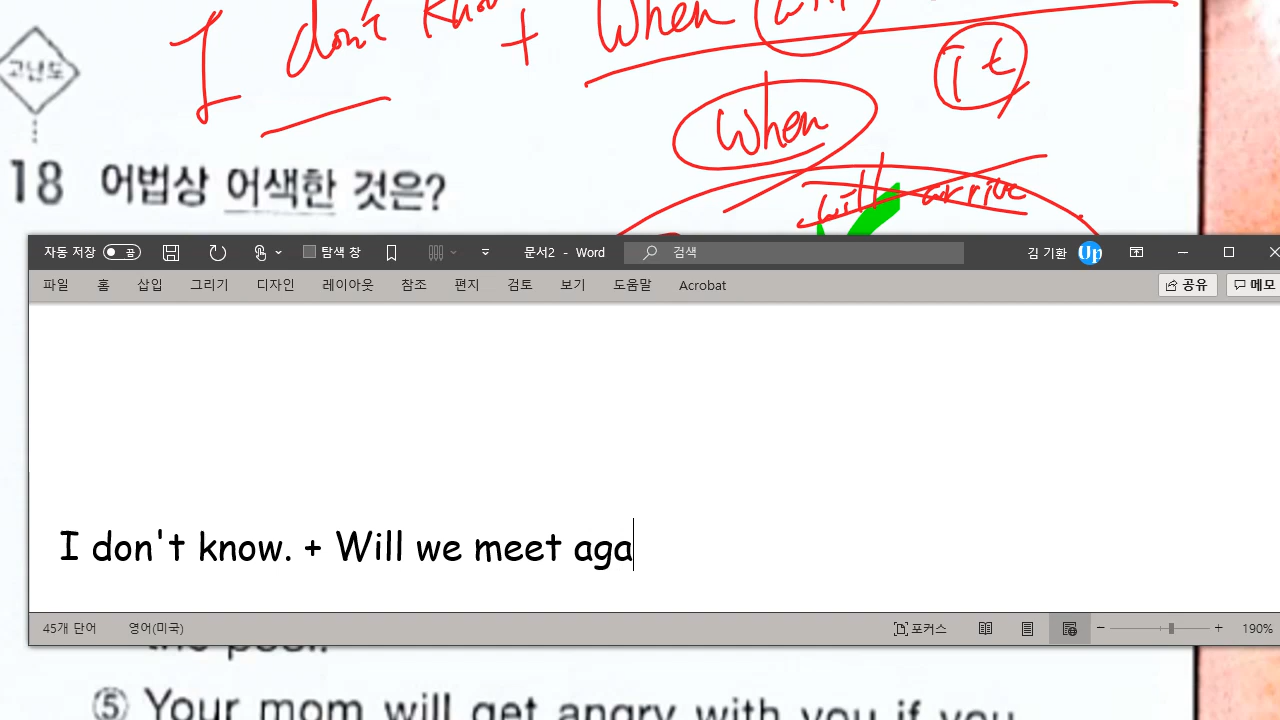 I don't know + When will
it
고난도
When
will arrive
18 어법상 어색한 것은?
자동 저장 끔 탐색 창 문서2 - Word 검색 김 기환 Up
파일 홈 삽입 그리기 디자인 레이아웃 참조 편지 검토 보기 도움말 Acrobat 공유 메모
I don't know. + Will we meet aga
45개 단어 영어(미국) 포커스 190%
the pool.
⑤ Your mom will get angry with you if you